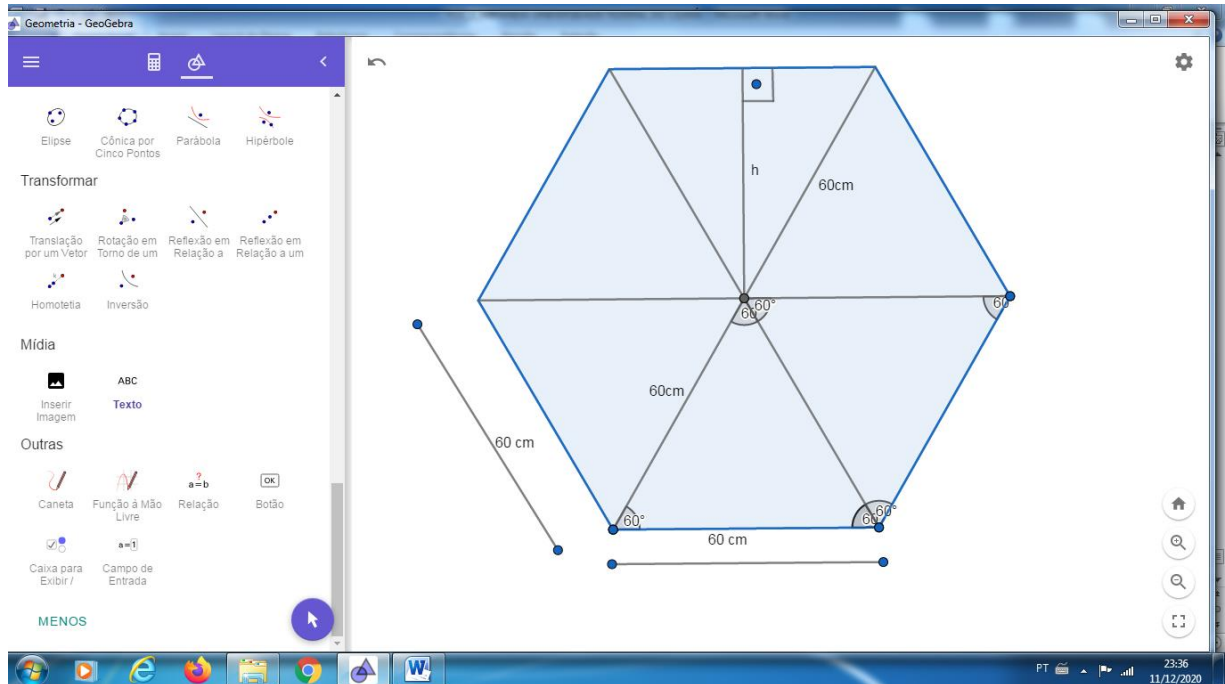 Geometria - GeoGebra
Elipse
Cônica por
Cinco Pontos
Parábola
Hipérbole
Transformar
Translação
por um Vetor
Rotação em
Torno de um
Reflexão em
Relação a
Reflexão em
Relação a um
Homotetia
Inversão
Mídia
Inserir
Imagem
ABC
Texto
Outras
Caneta
Função à Mão
Livre
a=b
?
Relação
OK
Botão
Caixa para
Exibir /
a=1
Campo de
Entrada
MENOS
h
60cm
60°
60
60
60cm
60 cm
60°
60°
60
60 cm
PT
23:36
11/12/2020